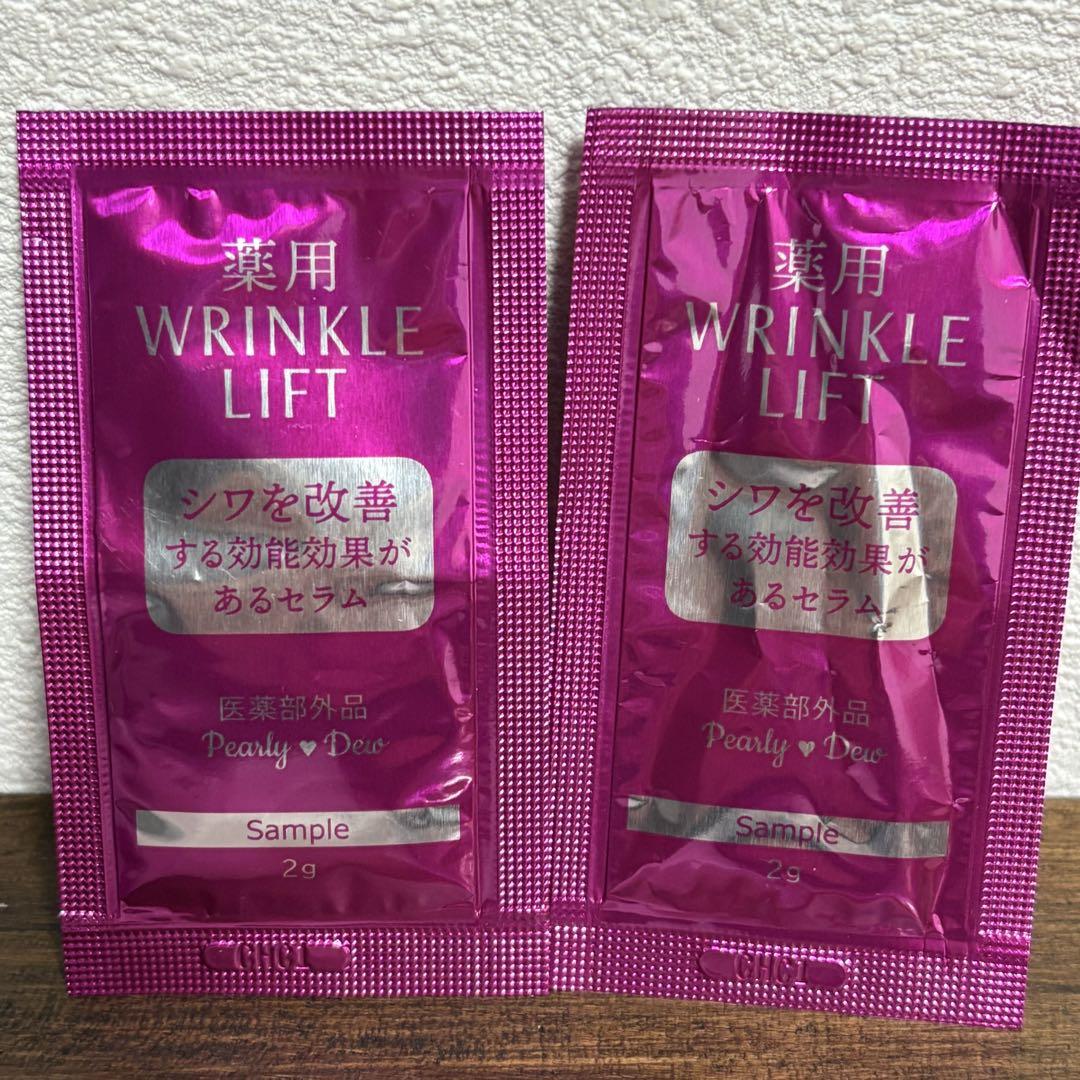 薬用
WRINKLE
LIFT
シワを改善
する効能効果が
あるセラム
医薬部外品
Pearly ♥ Dew
Sample
2g
CHC1
薬用
WRINKLE
LIFT
シワを改善
する効能効果が
あるセラム
医薬部外品
Pearly ♥ Dew
Sample
2g
CHC1